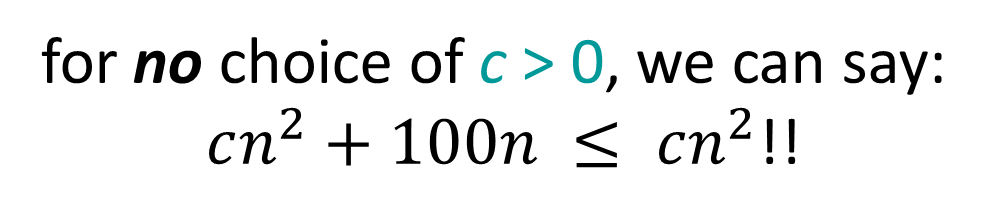 for no choice of c > 0, we can say:
cn² + 100n ≤ cn²!!